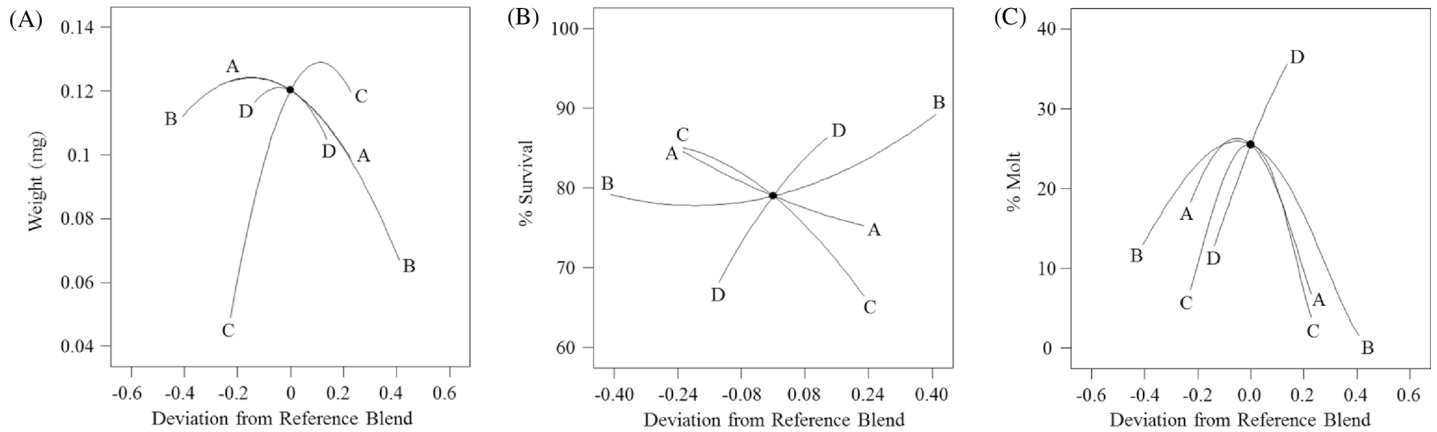 (A)
0.14
0.12
0.1
0.08
0.06
0.04
Weight (mg)
A
B
D
C
D
A
B
C
-0.6 -0.4 -0.2 0 0.2 0.4 0.6
Deviation from Reference Blend
(B)
100
90
80
70
60
% Survival
B
C
D
A
B
A
D
C
-0.40 -0.24 -0.08 0.08 0.24 0.40
Deviation from Reference Blend
(C)
40
30
20
10
0
% Molt
D
A
B
D
C
A
C
B
-0.6 -0.4 -0.2 0.0 0.2 0.4 0.6
Deviation from Reference Blend